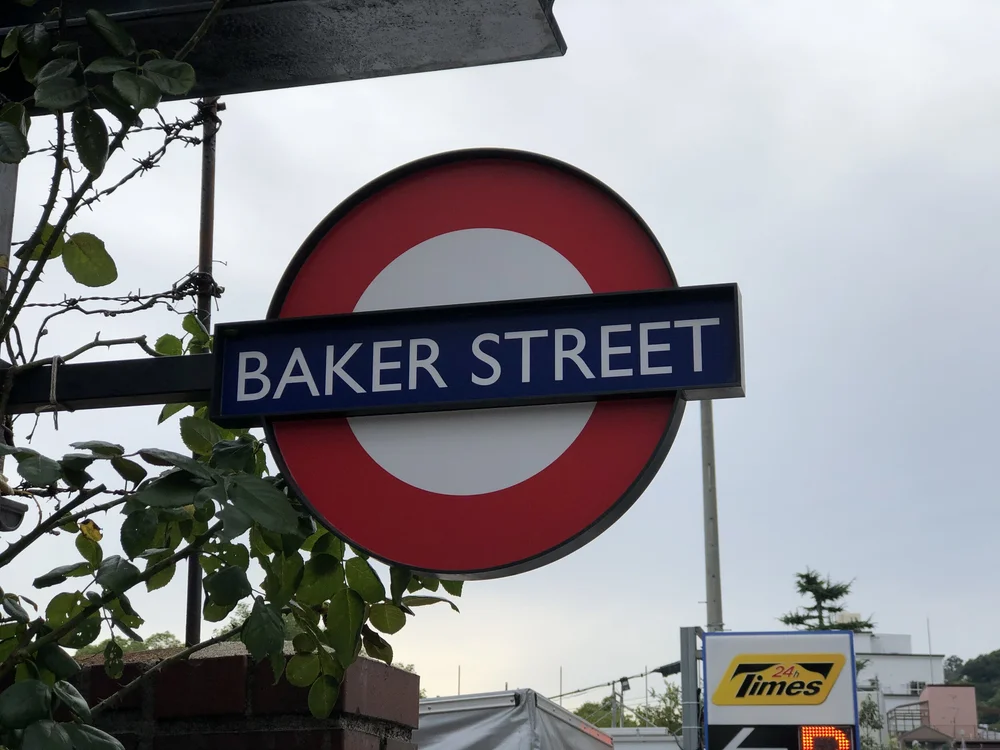 BAKER STREET
24h
Times
P